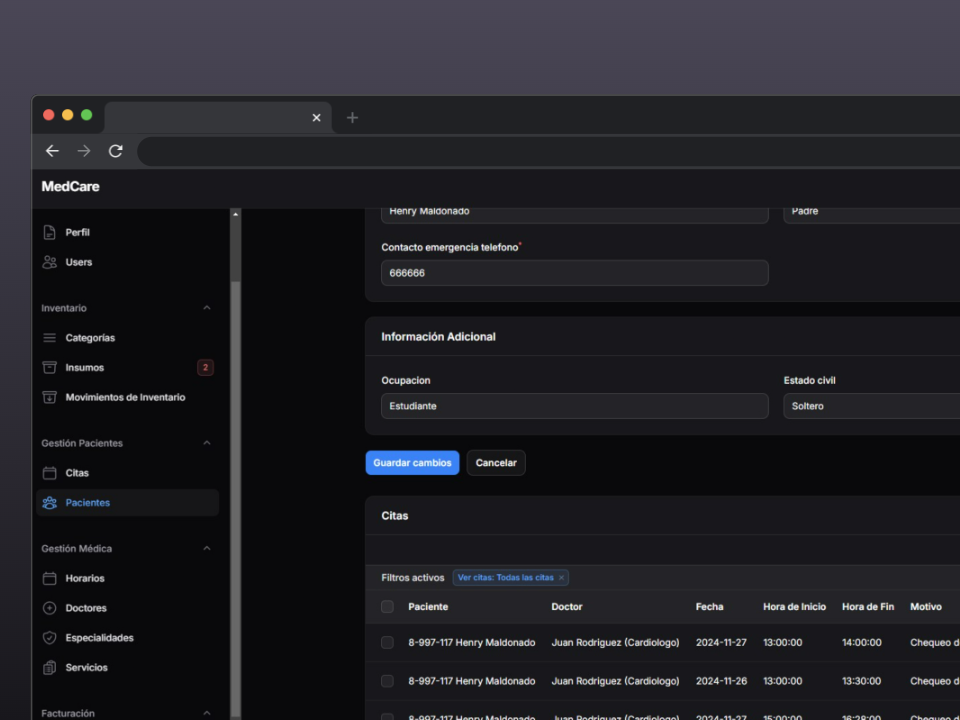 MedCare
Perfil
Users
Inventario
Categorías
Insumos 2
Movimientos de Inventario
Gestión Pacientes
Citas
Pacientes
Gestión Médica
Horarios
Doctores
Especialidades
Servicios
Facturación
Henry Maldonado Padre
Contacto emergencia telefono*
666666
Información Adicional
Ocupacion Estado civil
Estudiante Soltero
Guardar cambios Cancelar
Citas
Filtros activos Ver citas: Todas las citas ×
Paciente Doctor Fecha Hora de Inicio Hora de Fin Motivo
8-997-117 Henry Maldonado Juan Rodriguez (Cardiologo) 2024-11-27 13:00:00 14:00:00 Chequeo d
8-997-117 Henry Maldonado Juan Rodriguez (Cardiologo) 2024-11-26 13:00:00 13:30:00 Chequeo d
8-997-117 Henry Maldonado Juan Rodriguez (Cardiologo) 2024-11-27 15:00:00 16:28:00 Chequeo d